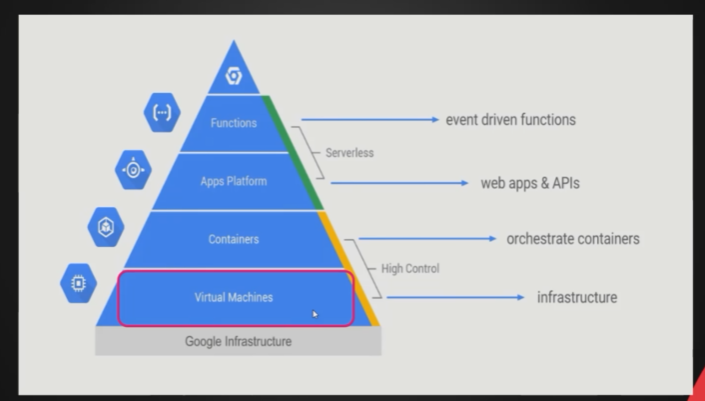 Functions
event driven functions
Serverless
Apps Platform
web apps & APIs
Containers
orchestrate containers
High Control
Virtual Machines
infrastructure
Google Infrastructure